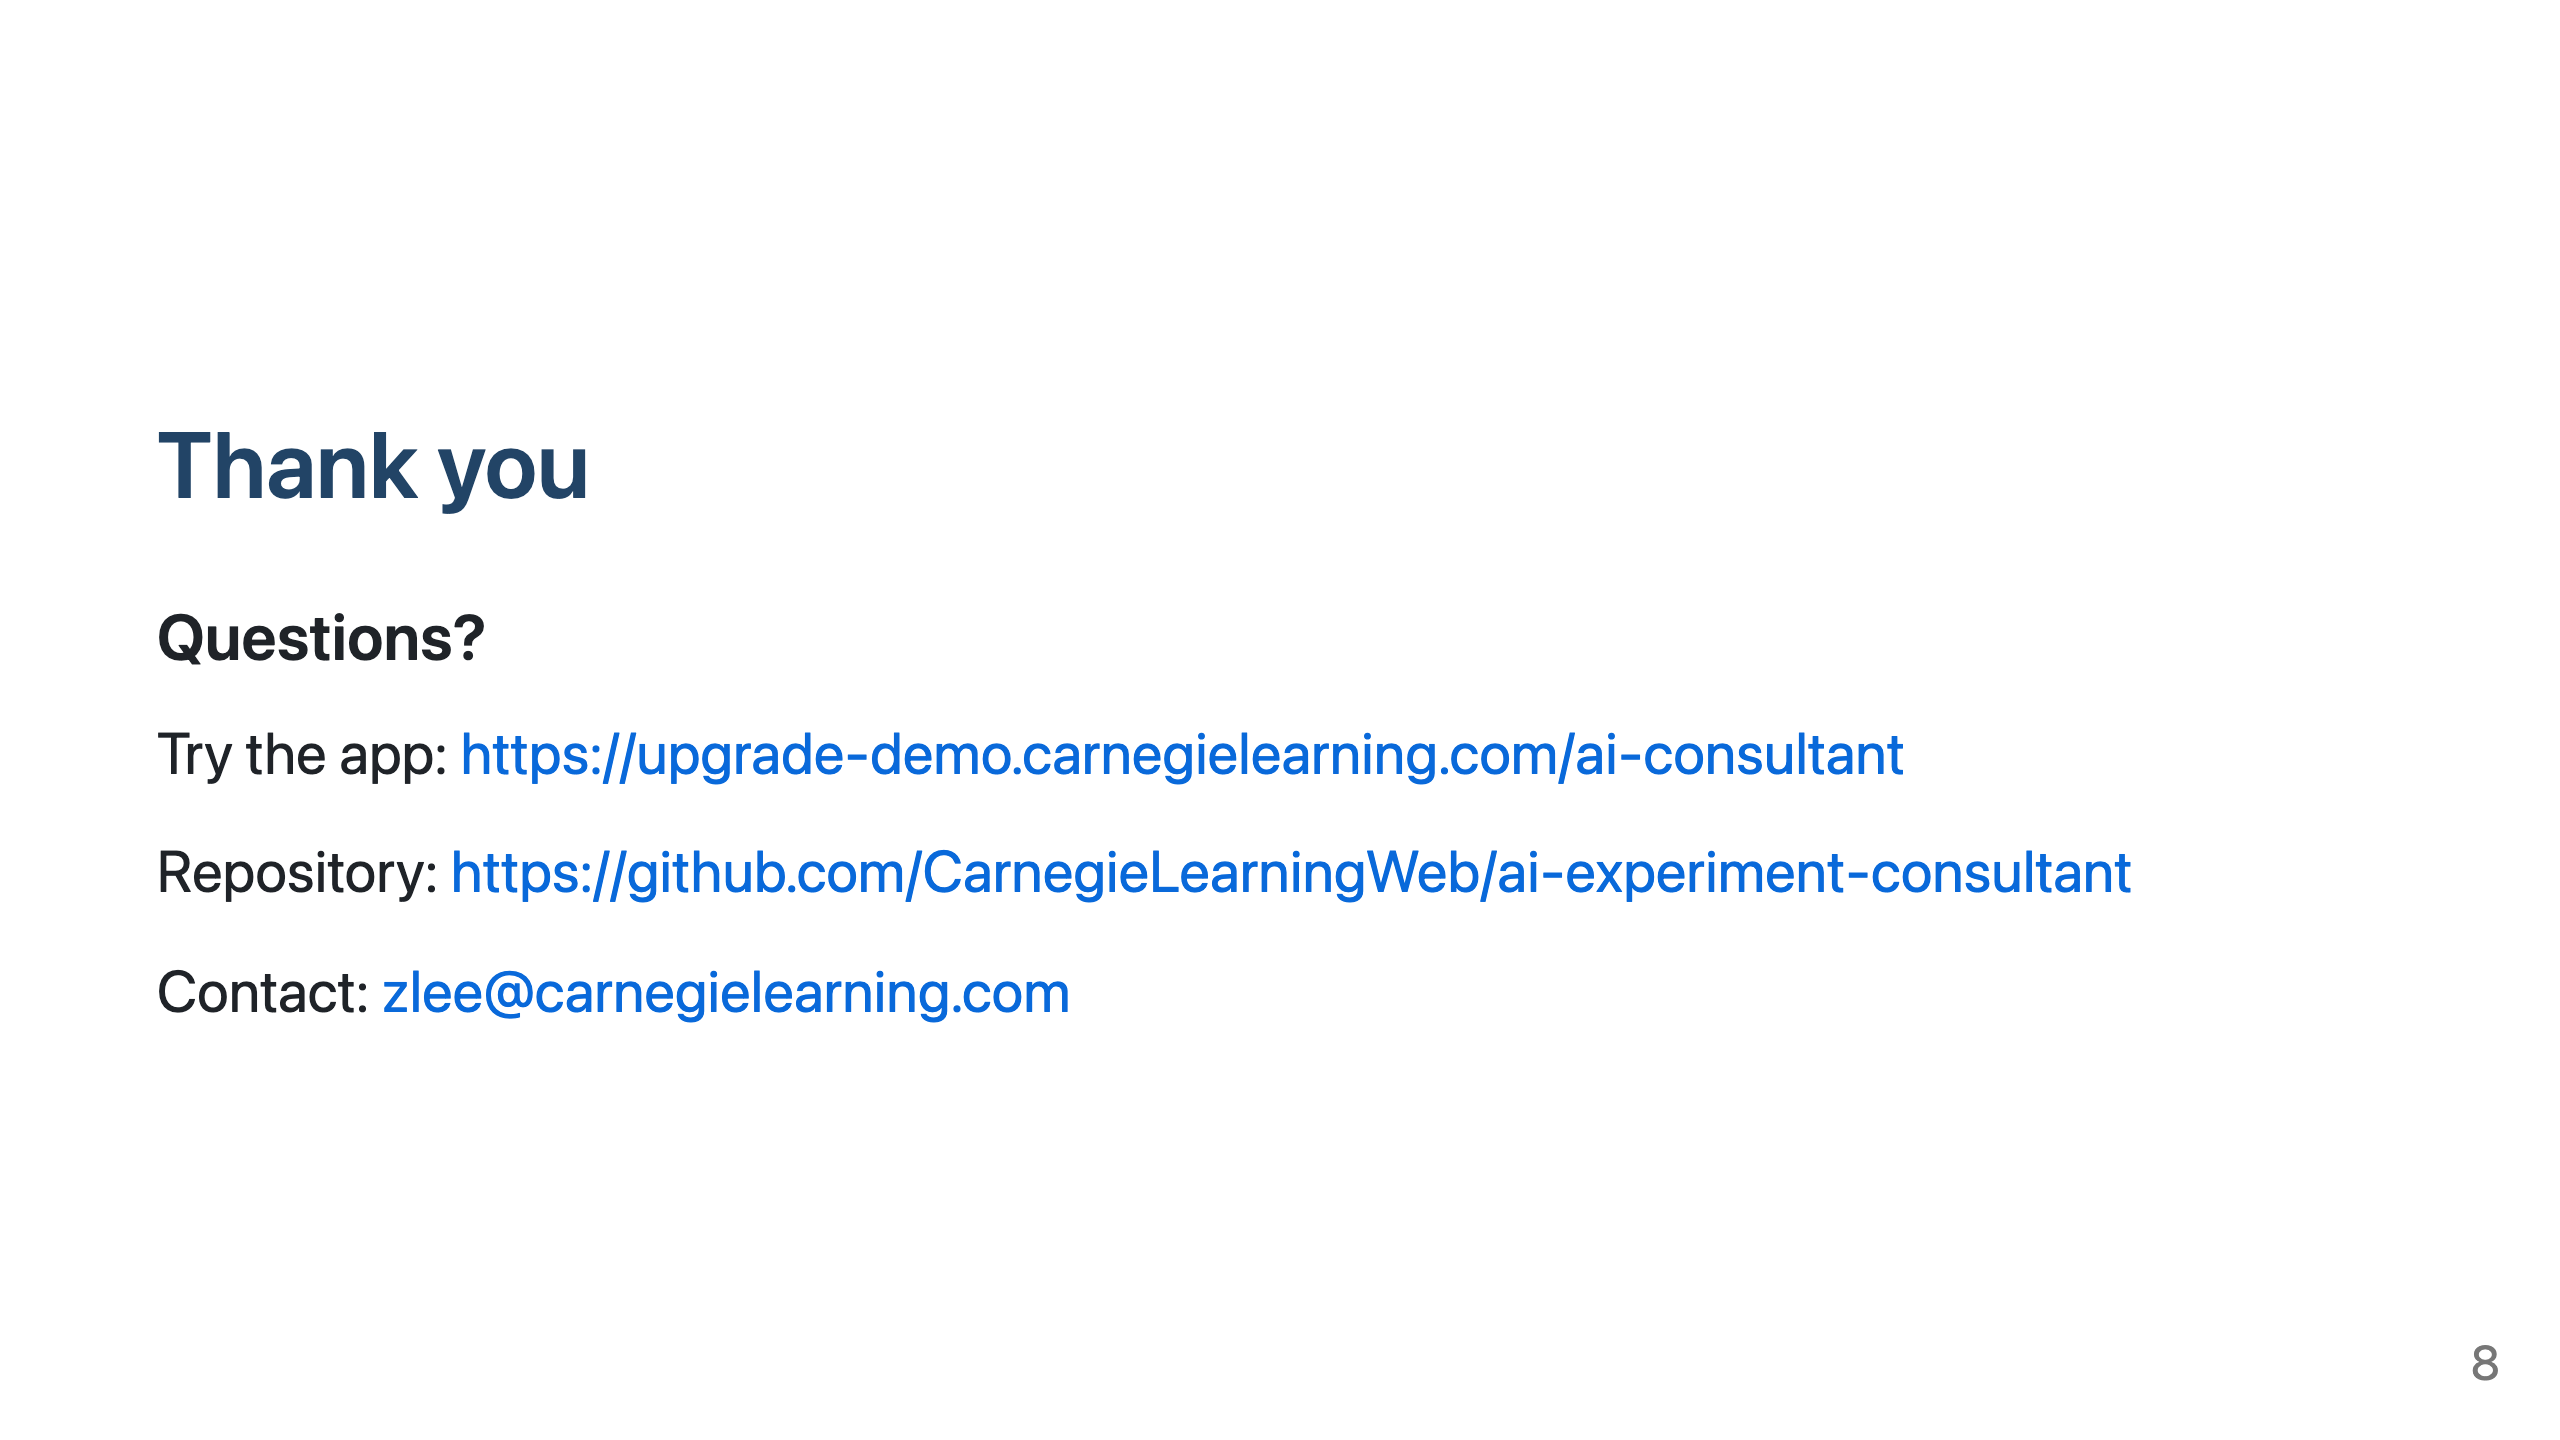 Thank you
Questions?
Try the app: https://upgrade-demo.carnegielearning.com/ai-consultant
Repository: https://github.com/CarnegieLearningWeb/ai-experiment-consultant
Contact: zlee@carnegielearning.com
8